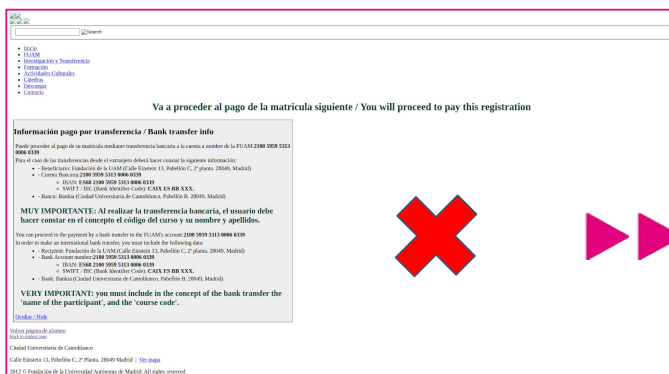 Search
Inicio
FUAM
Investigación y Transferencia
Formación
Actividades Culturales
Cátedras
Descargas
Contacto
Va a proceder al pago de la matricula siguiente / You will proceed to pay this registration
Información pago por transferencia / Bank transfer info
Puede proceder al pago de su matrícula mediante transferencia bancaria a la cuenta a nombre de la FUAM:2100 5959 5313
0006 0339
Para el caso de las transferencias desde el extranjero deberá hacer constar la siguiente información:
- Beneficiario: Fundación de la UAM (Calle Einstein 13, Pabellón C, 2ª planta. 28049, Madrid)
- Cuenta Bancaria:2100 5959 5313 0006 0339
IBAN: ES60 2100 5959 5313 0006 0339
SWIFT / BIC (Bank Identifier Code): CAIX ES BB XXX.
- Banco: Bankia (Ciudad Universitaria de Cantoblanco, Pabellón B. 28049, Madrid)
MUY IMPORTANTE: Al realizar la transferencia bancaria, el usuario debe
hacer constar en el concepto el código del curso y su nombre y apellidos.
You can proceed to the payment by a bank transfer to the FUAM's account:2100 5959 5313 0006 0339
In order to make an international bank transfer, you must include the following data:
- Recipient: Fundación de la UAM (Calle Einstein 13, Pabellón C, 2ª planta. 28049, Madrid)
- Bank Account number:2100 5959 5313 0006 0339
IBAN: ES60 2100 5959 5313 0006 0339
SWIFT / BIC (Bank Identifier Code): CAIX ES BB XXX.
- Bank: Bankia (Ciudad Universitaria de Cantoblanco, Pabellón B. 28049, Madrid)
VERY IMPORTANT: you must include in the concept of the bank transfer the
'name of the participant', and the 'course code'.
Ocultar / Hide
Volver página de alumno
Back to student page
Ciudad Universitaria de Cantoblanco
Calle Einstein 13, Pabellón C, 2ª Planta. 28049 Madrid | Ver mapa
2012 © Fundación de la Universidad Autónoma de Madrid. All rights reserved